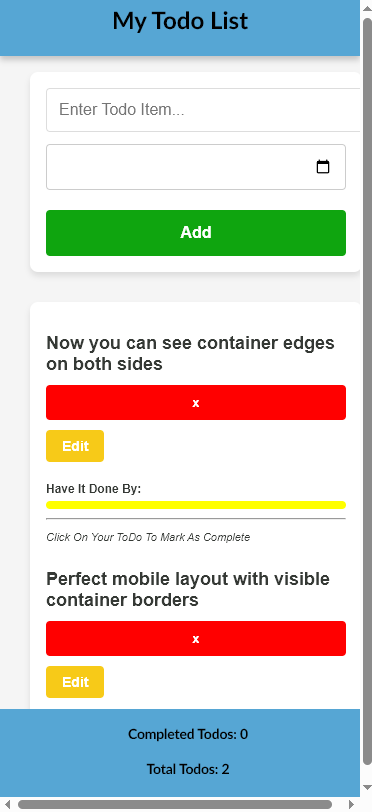 My Todo List
Enter Todo Item...
Add
Now you can see container edges
on both sides
x
Edit
Have It Done By:
Click On Your ToDo To Mark As Complete
Perfect mobile layout with visible
container borders
x
Edit
Completed Todos: 0
Total Todos: 2